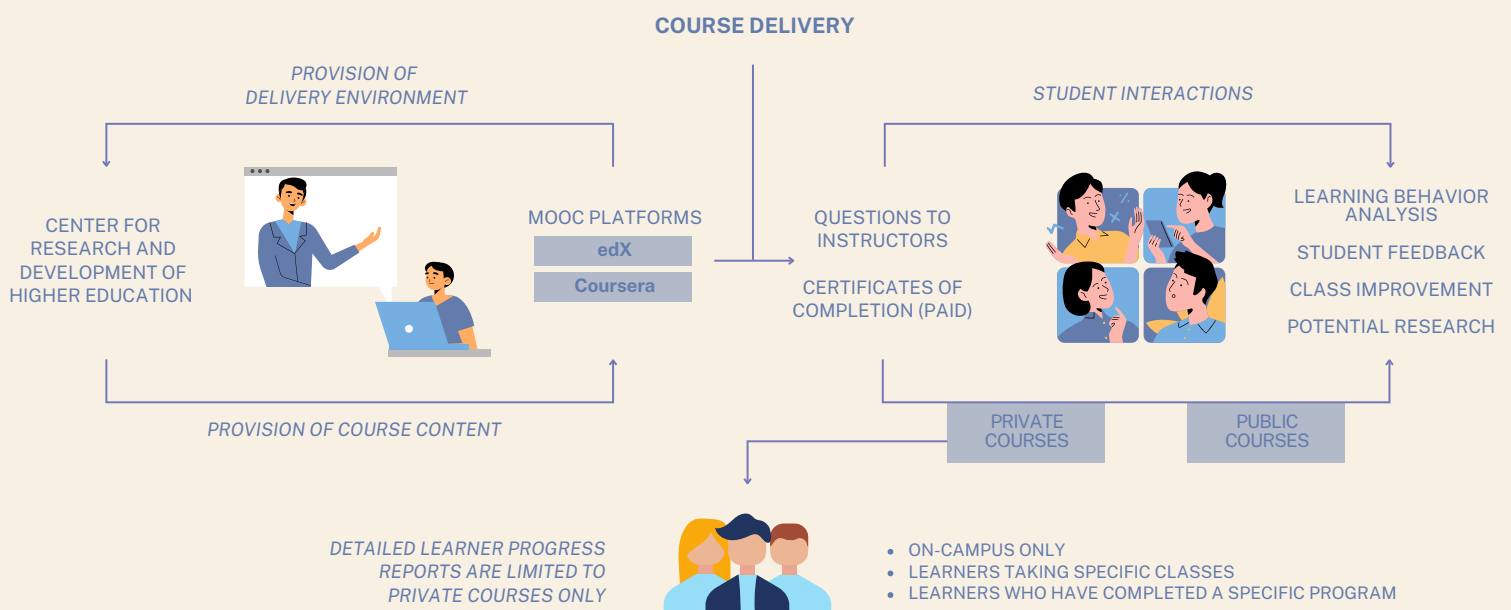 COURSE DELIVERY
PROVISION OF
DELIVERY ENVIRONMENT
STUDENT INTERACTIONS
CENTER FOR
RESEARCH AND
DEVELOPMENT OF
HIGHER EDUCATION
MOOC PLATFORMS
edX
Coursera
QUESTIONS TO
INSTRUCTORS
CERTIFICATES OF
COMPLETION (PAID)
LEARNING BEHAVIOR
ANALYSIS
STUDENT FEEDBACK
CLASS IMPROVEMENT
POTENTIAL RESEARCH
PROVISION OF COURSE CONTENT
PRIVATE
COURSES
PUBLIC
COURSES
DETAILED LEARNER PROGRESS
REPORTS ARE LIMITED TO
PRIVATE COURSES ONLY
• ON-CAMPUS ONLY
• LEARNERS TAKING SPECIFIC CLASSES
• LEARNERS WHO HAVE COMPLETED A SPECIFIC PROGRAM